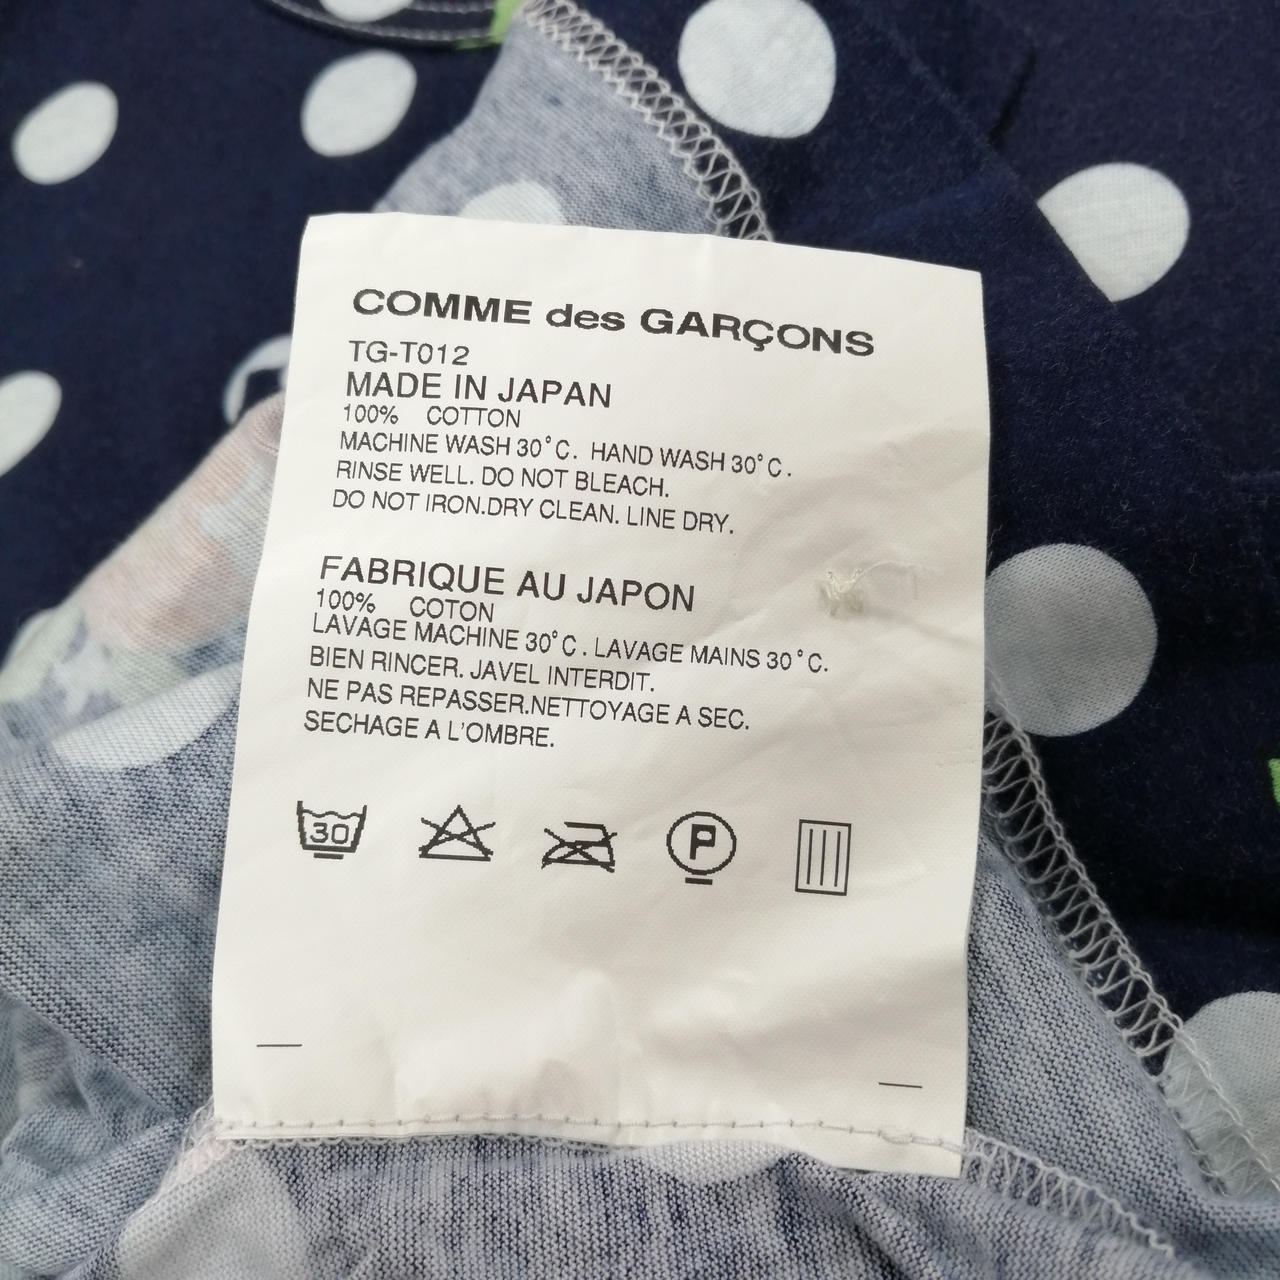 COMME des GARÇONS
TG-T012
MADE IN JAPAN
100% COTTON
MACHINE WASH 30°C. HAND WASH 30°C.
RINSE WELL. DO NOT BLEACH.
DO NOT IRON.DRY CLEAN. LINE DRY.
FABRIQUE AU JAPON
100% COTON
LAVAGE MACHINE 30°C. LAVAGE MAINS 30°C.
BIEN RINCER. JAVEL INTERDIT.
NE PAS REPASSER.NETTOYAGE A SEC.
SECHAGE A L'OMBRE.
30 P